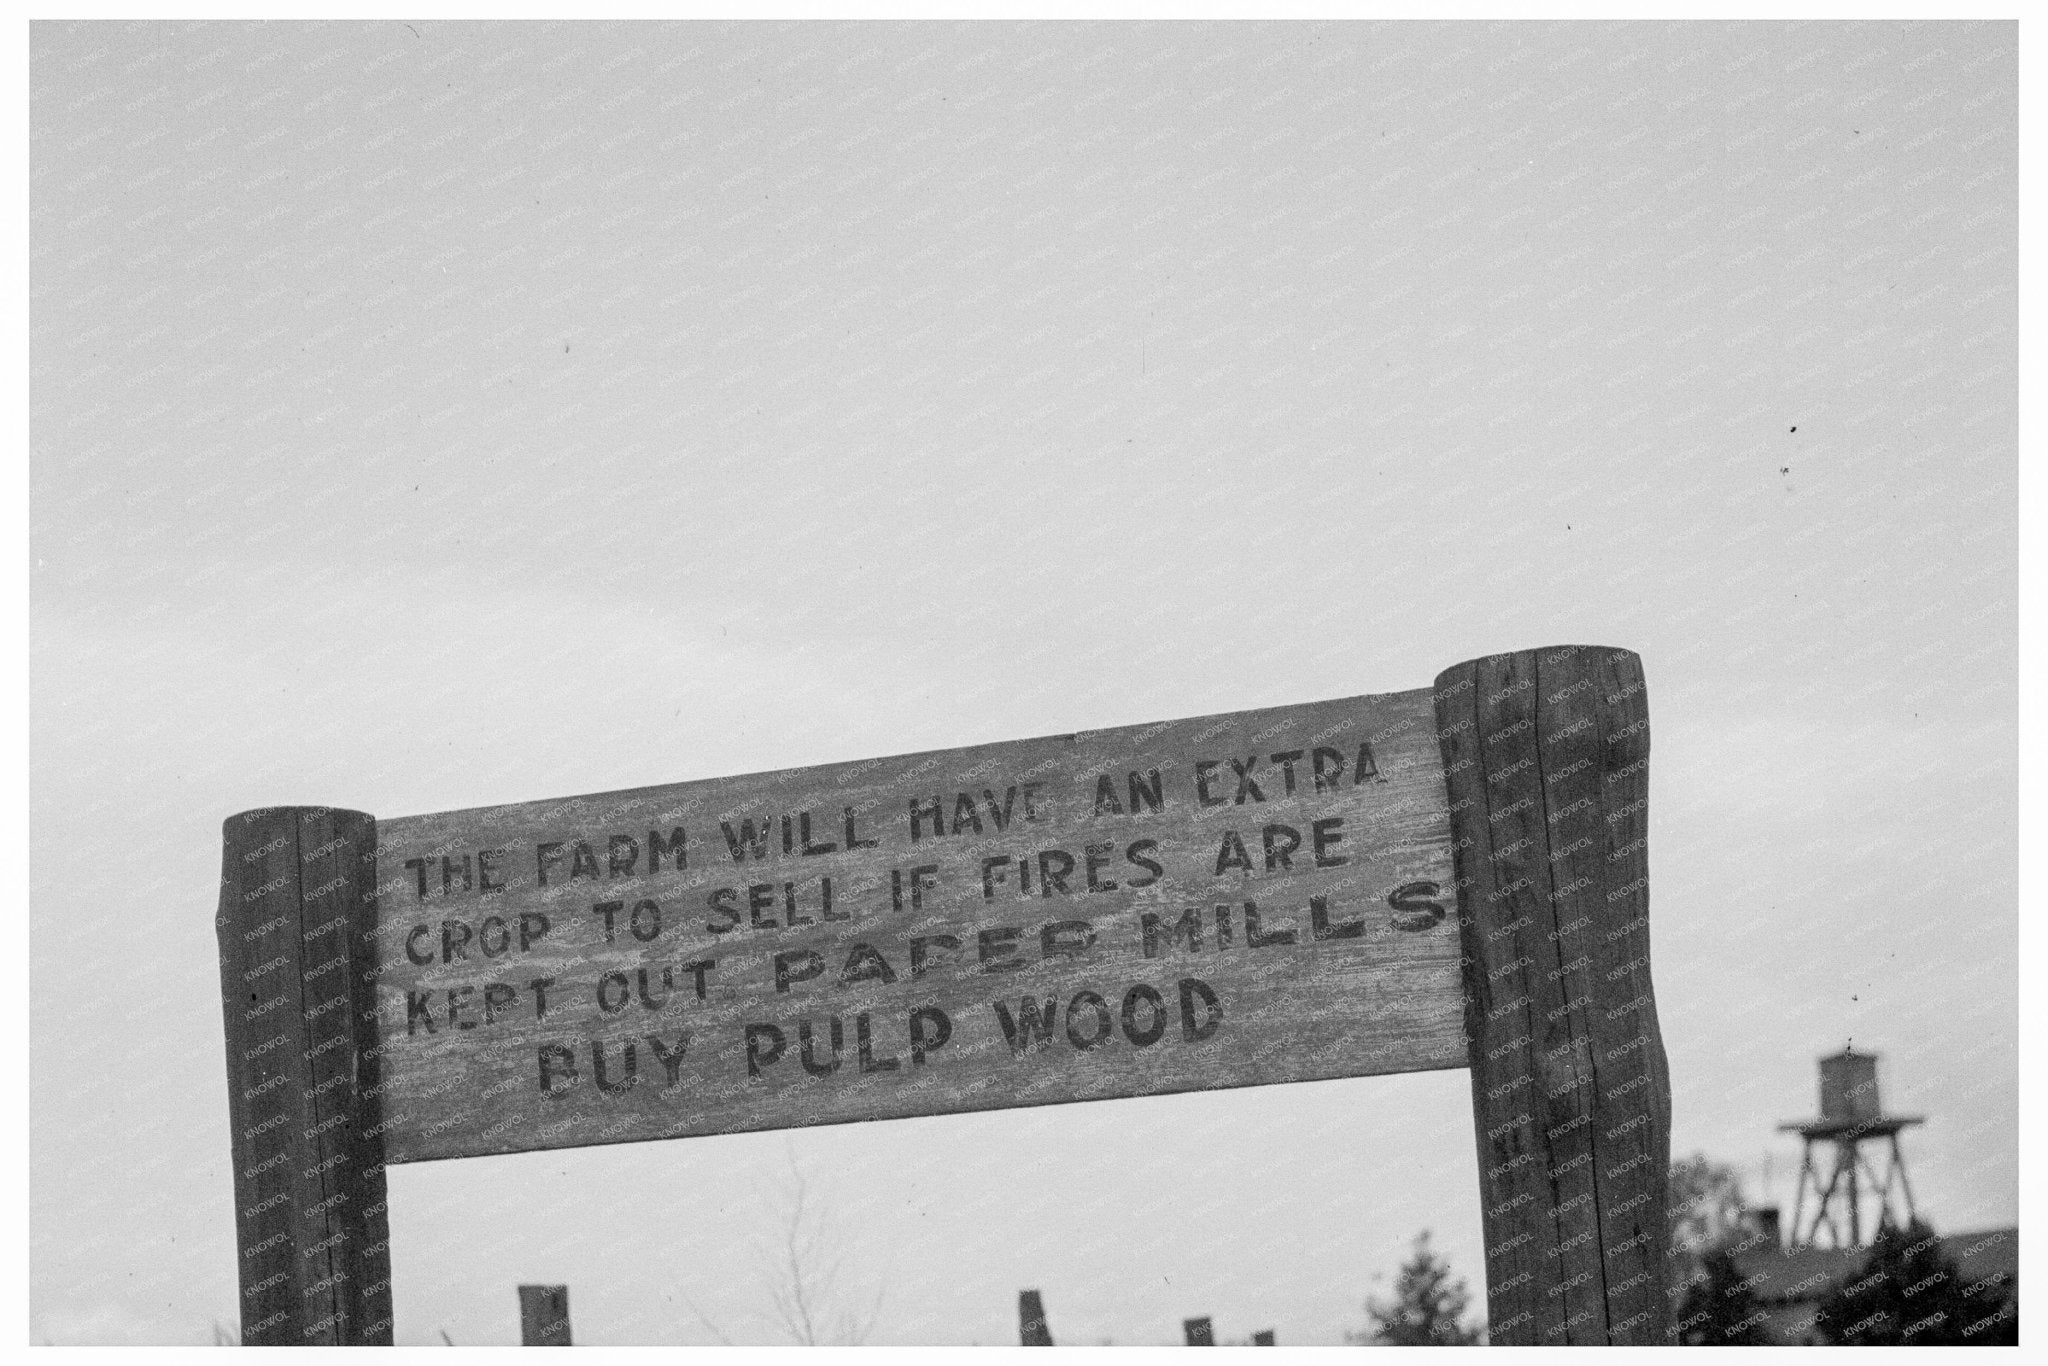 THE FARM WILL HAVE AN EXTRA
CROP TO SELL IF FIRES ARE
KEPT OUT. PAPER MILLS
BUY PULP WOOD
KNOWOL